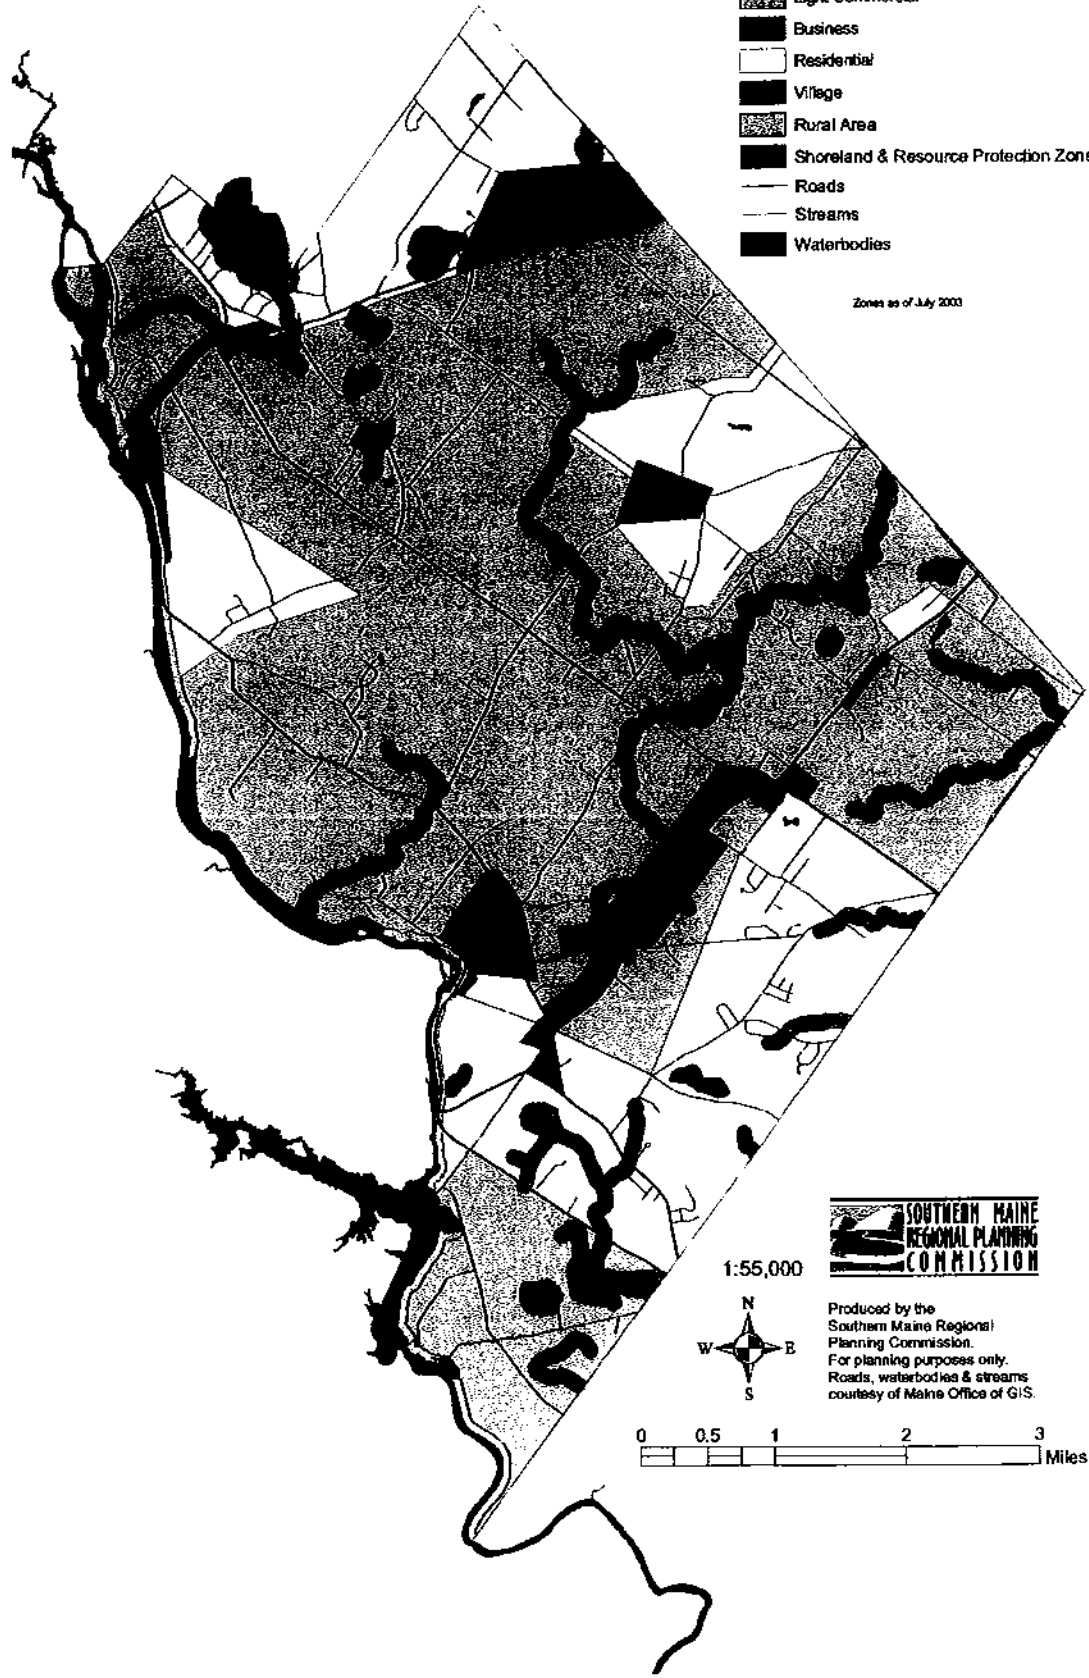 Light Commercial
Business
Residential
Village
Rural Area
Shoreland & Resource Protection Zone
Roads
Streams
Waterbodies
Zones as of July 2003
SOUTHERN MAINE
REGIONAL PLANNING
COMMISSION
1:55,000
N
W E
S
Produced by the
Southern Maine Regional
Planning Commission.
For planning purposes only.
Roads, waterbodies & streams
courtesy of Maine Office of GIS.
0 0.5 1 2 3
Miles